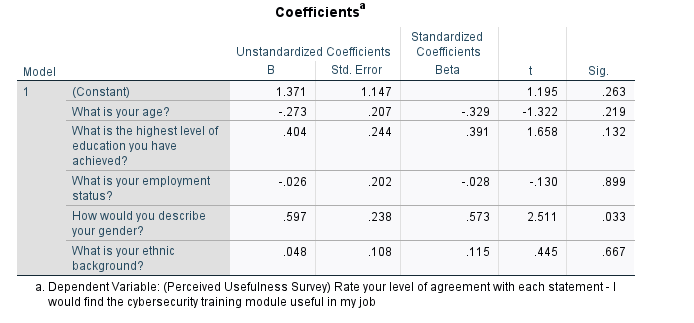 Coefficientsa
Unstandardized Coefficients Standardized Coefficients
Model B Std. Error Beta t Sig.
1 (Constant) 1.371 1.147 1.195 .263
What is your age? -.273 .207 -.329 -1.322 .219
What is the highest level of education you have achieved? .404 .244 .391 1.658 .132
What is your employment status? -.026 .202 -.028 -.130 .899
How would you describe your gender? .597 .238 .573 2.511 .033
What is your ethnic background? .048 .108 .115 .445 .667
a. Dependent Variable: (Perceived Usefulness Survey) Rate your level of agreement with each statement - I
would find the cybersecurity training module useful in my job